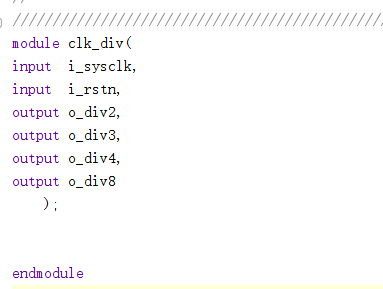 //
////////////////////////////////////////////////////
module clk_div(
input  i_sysclk,
input  i_rstn,
output o_div2,
output o_div3,
output o_div4,
output o_div8
    );
endmodule